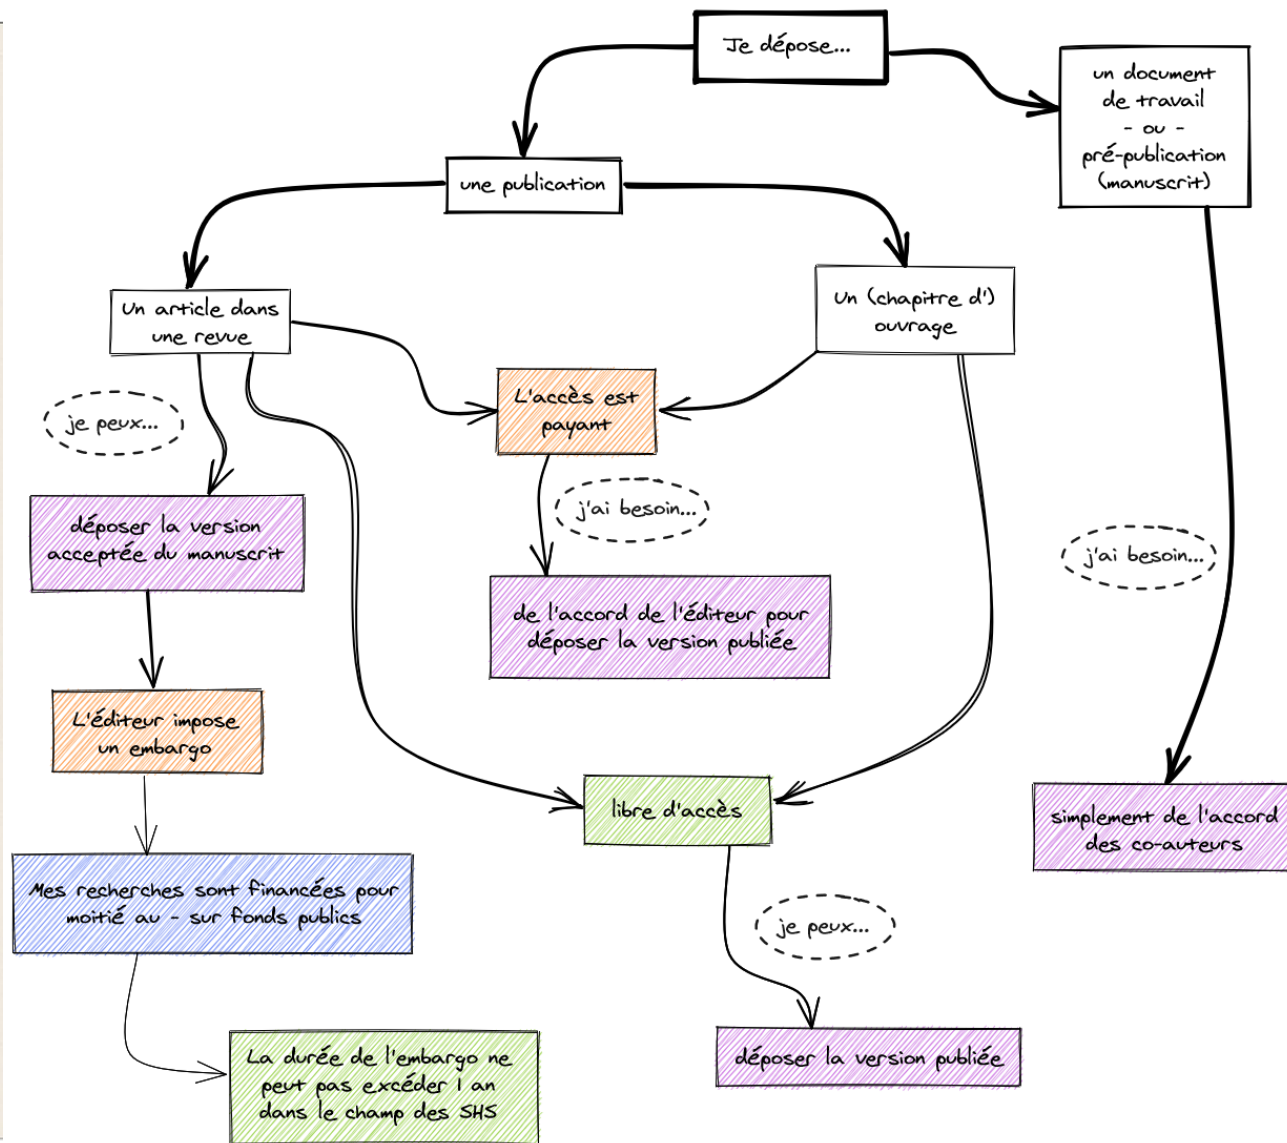 Je dépose...
un document
de travail
- ou -
pré-publication
(manuscrit)
une publication
Un article dans
une revue
Un (chapitre d')
ouvrage
L'accès est
payant
je peux...
j'ai besoin...
déposer la version
acceptée du manuscrit
j'ai besoin...
de l'accord de l'éditeur pour
déposer la version publiée
L'éditeur impose
un embargo
libre d'accès
simplement de l'accord
des co-auteurs
Mes recherches sont financées pour
moitié au - sur fonds publics
je peux...
La durée de l'embargo ne
peut pas excéder 1 an
dans le champ des SHS
déposer la version publiée